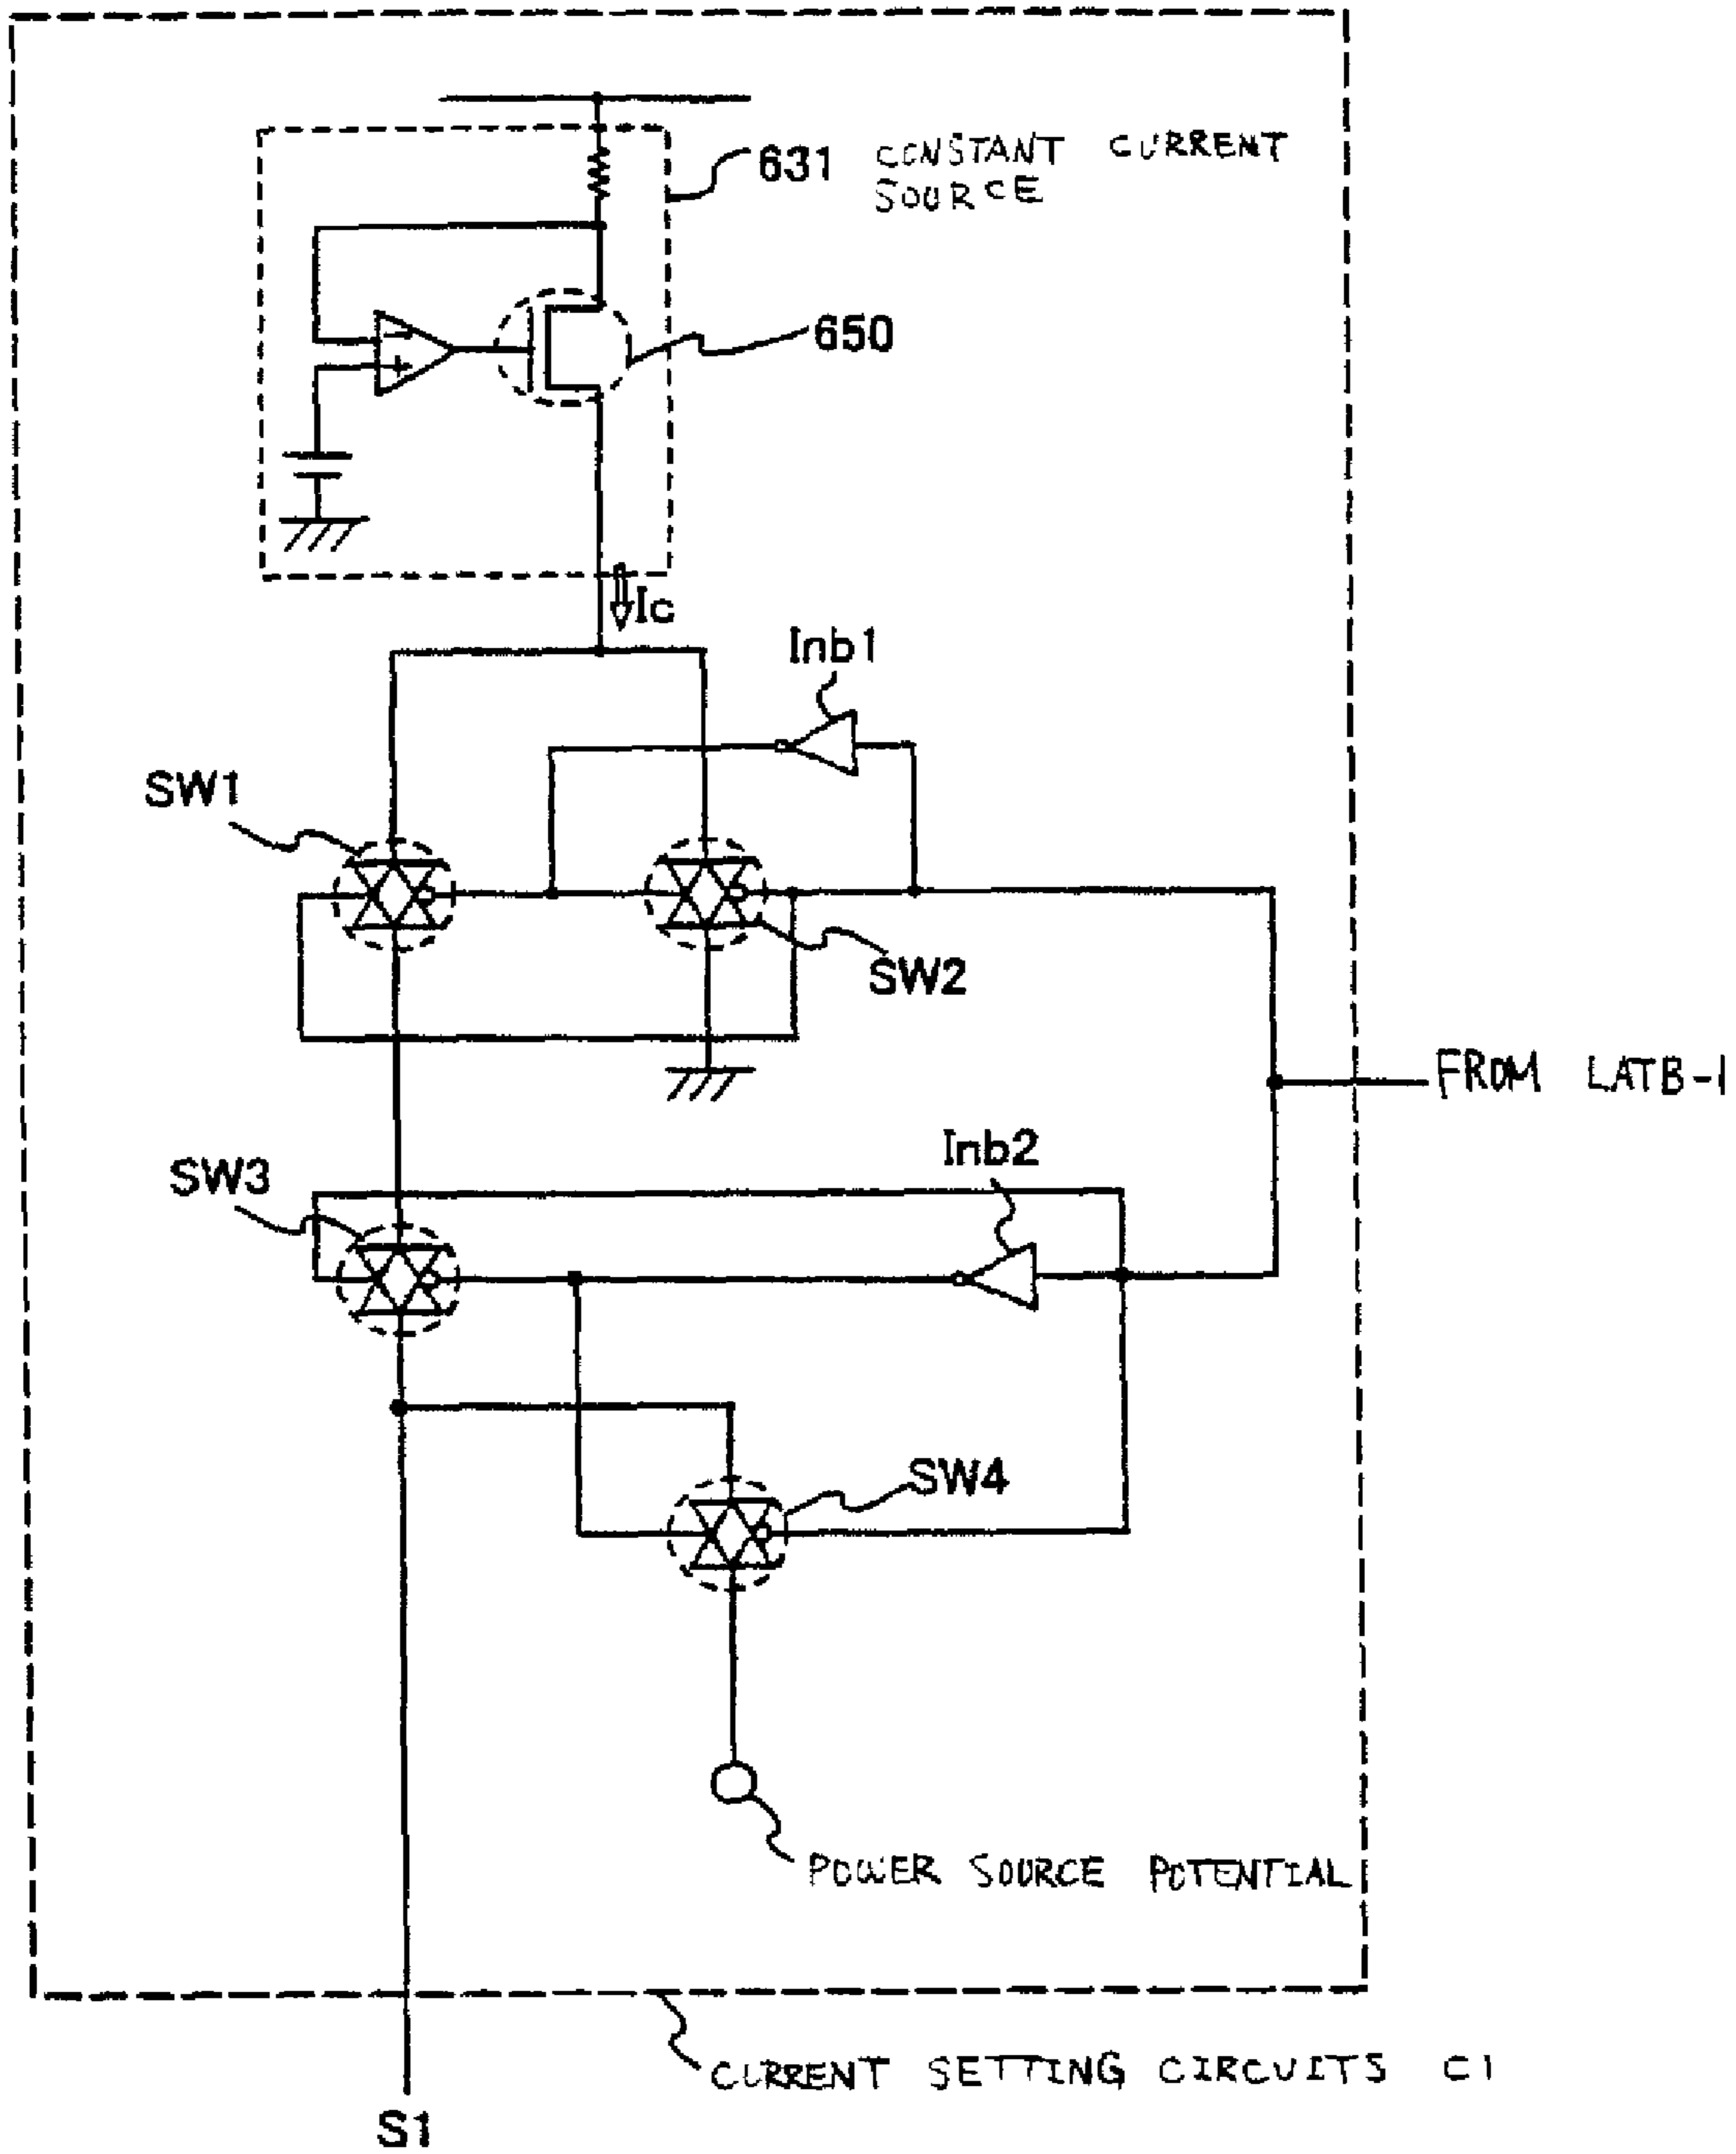 631 CONSTANT CURRENT
SOURCE
650
Ic
Inb1
SW1
SW2
FROM LATB-1
Inb2
SW3
SW4
POWER SOURCE POTENTIAL
CURRENT SETTING CIRCUITS C1
S1